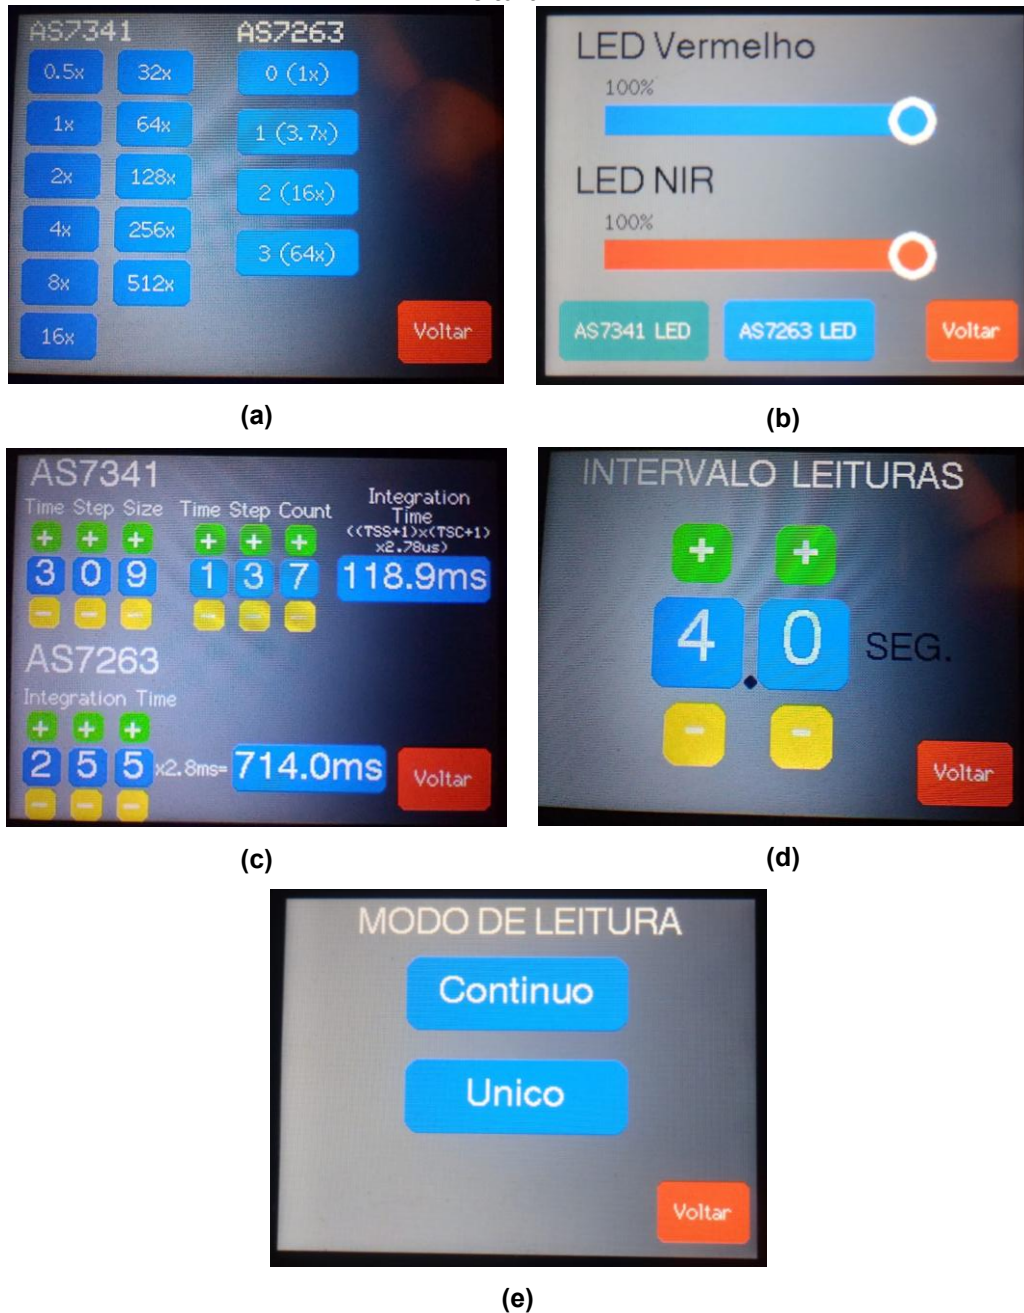 AS7341 AS7263
0.5x 32x 0 (1x)
1x 64x 1 (3.7x)
2x 128x 2 (16x)
4x 256x 3 (64x)
8x 512x
16x Voltar
(a)
LED Vermelho
100%
LED NIR
100%
AS7341 LED AS7263 LED Voltar
(b)
AS7341
Time Step Size Time Step Count Integration
Time
((TSS+1)x(TSC+1)
x2.78us)
+ + + + + +
3 0 9 1 3 7 118.9ms
- - - - - -
AS7263
Integration Time
+ + +
2 5 5 x2.8ms= 714.0ms Voltar
- - -
(c)
INTERVALO LEITURAS
+ +
4.0 SEG.
- -
Voltar
(d)
MODO DE LEITURA
Continuo
Unico
Voltar
(e)